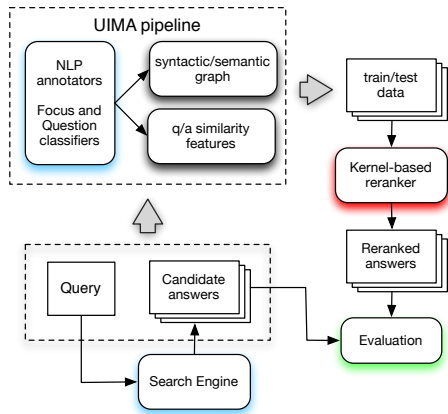 UIMA pipeline
NLP
annotators
Focus and
Question
classifiers
syntactic/semantic
graph
q/a similarity
features
train/test
data
Kernel-based
reranker
Reranked
answers
Query
Candidate
answers
Search Engine
Evaluation